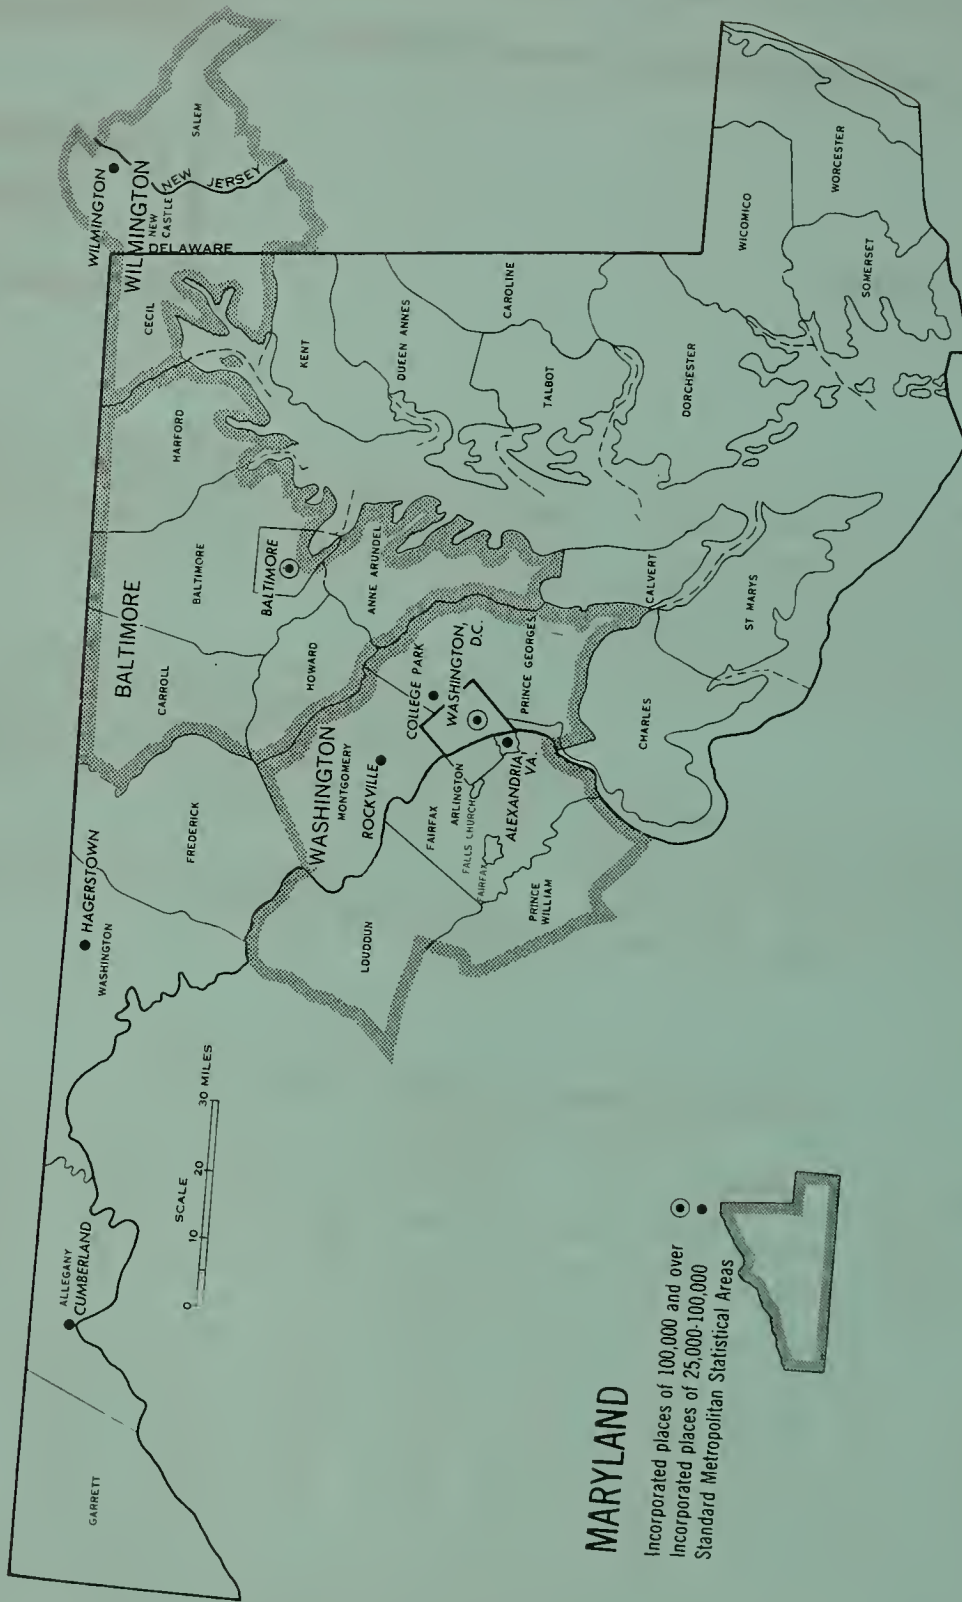 MARYLAND
Incorporated places of 100,000 and over
Incorporated places of 25,000-100,000
Standard Metropolitan Statistical Areas
SCALE
0 10 20 30 MILES
GARRETT
ALLEGANY
CUMBERLAND
HAGERSTOWN
WASHINGTON
FREDERICK
BALTIMORE
CARROLL
BALTIMORE
BALTIMORE
HARFORD
CECIL
WILMINGTON
WILMINGTON
NEW
CASTLE
DELAWARE
NEW JERSEY
SALEM
HOWARD
ANNE ARUNDEL
WASHINGTON
MONTGOMERY
ROCKVILLE
COLLEGE PARK
WASHINGTON,
D.C.
PRINCE GEORGES
LOUDDUN
FAIRFAX
ARLINGTON
FALLS CHURCH
FAIRFAX
ALEXANDRIA,
VA.
PRINCE
WILLIAM
KENT
DUEEN ANNES
CAROLINE
TALBOT
DORCHESTER
WICOMICO
WORCESTER
SOMERSET
CALVERT
ST MARYS
CHARLES